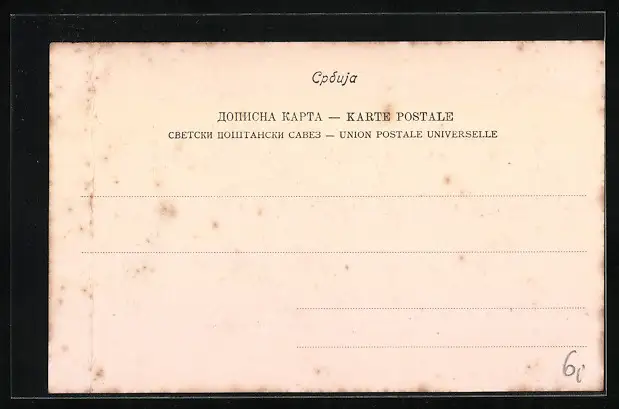 Србија
ДОПИСНА КАРТА — KARTE POSTALE
СВЕТСКИ ПОШТАНСКИ САВЕЗ — UNION POSTALE UNIVERSELLE